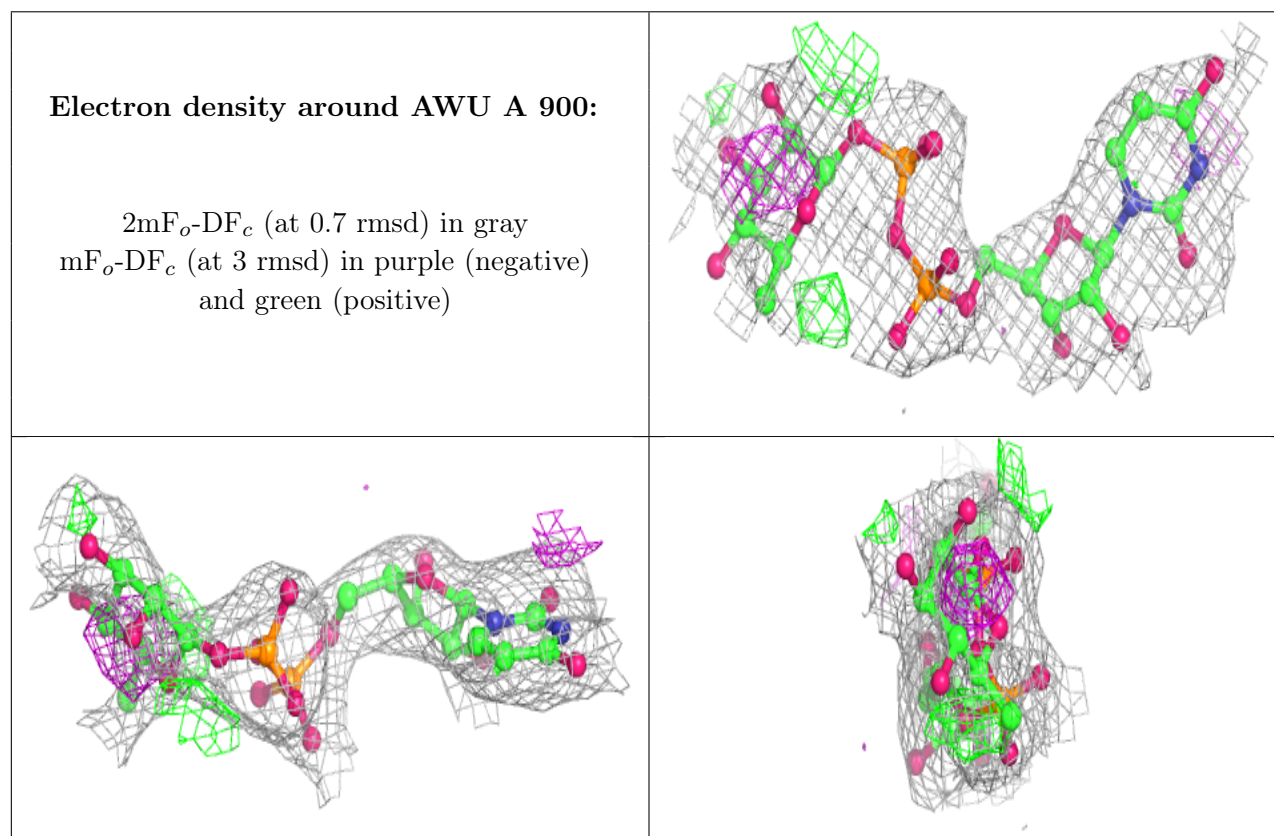 Electron density around AWU A 900:
2mFo-DFc (at 0.7 rmsd) in gray
mFo-DFc (at 3 rmsd) in purple (negative)
and green (positive)